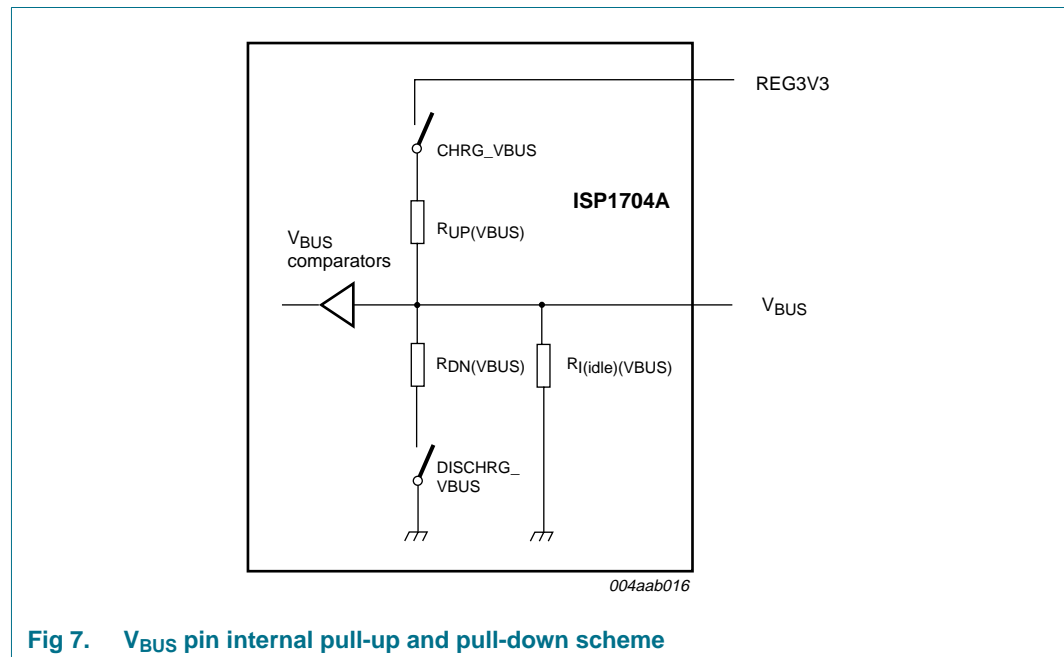 REG3V3
CHRG_VBUS
ISP1704A
RUP(VBUS)
VBUS
comparators
VBUS
RDN(VBUS)
RI(idle)(VBUS)
DISCHRG_
VBUS
004aab016
Fig 7. VBUS pin internal pull-up and pull-down scheme